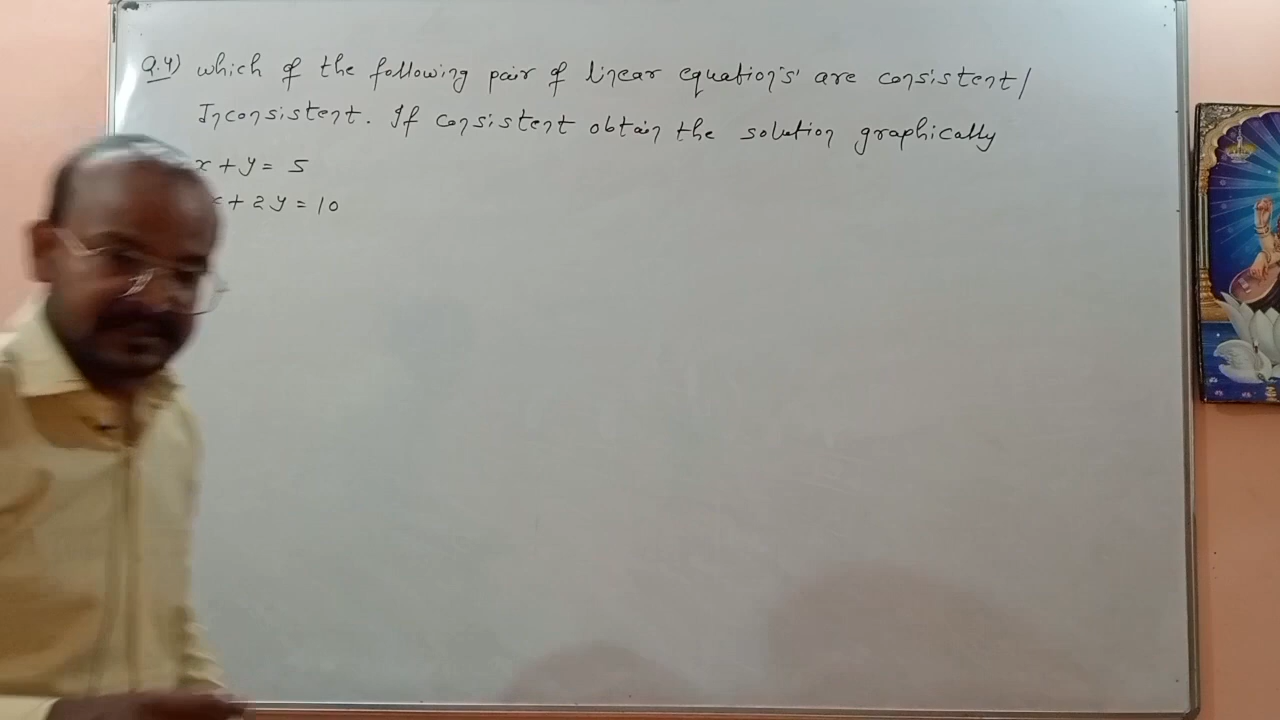 Q.4) which of the following pair of linear equations' are consistent/
Inconsistent. If consistent obtain the solution graphically
x + y = 5
x + 2y = 10